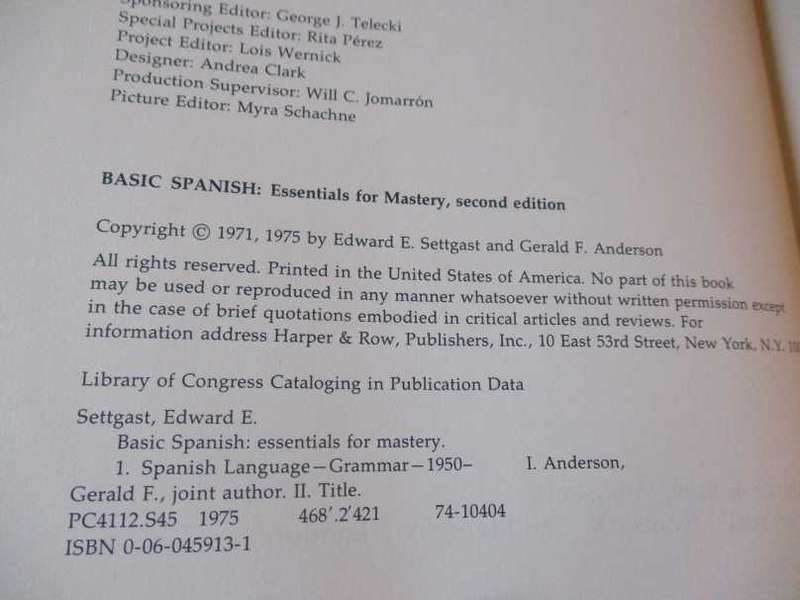 Sponsoring Editor: George J. Telecki
Special Projects Editor: Rita Pérez
Project Editor: Lois Wernick
Designer: Andrea Clark
Production Supervisor: Will C. Jomarrón
Picture Editor: Myra Schachne
BASIC SPANISH: Essentials for Mastery, second edition
Copyright © 1971, 1975 by Edward E. Settgast and Gerald F. Anderson
All rights reserved. Printed in the United States of America. No part of this book
may be used or reproduced in any manner whatsoever without written permission except
in the case of brief quotations embodied in critical articles and reviews. For
information address Harper & Row, Publishers, Inc., 10 East 53rd Street, New York, N.Y.
Library of Congress Cataloging in Publication Data
Settgast, Edward E.
Basic Spanish: essentials for mastery.
1. Spanish Language—Grammar—1950– I. Anderson,
Gerald F., joint author. II. Title.
PC4112.S45 1975 468'.2'421 74-10404
ISBN 0-06-045913-1